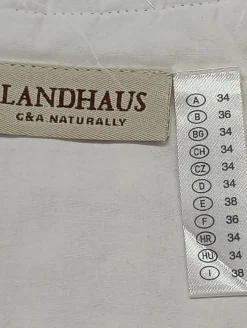 LANDHAUS
C&A NATURALLY
A 34
B 36
BG 34
CH 34
CZ 34
D 34
E 38
F 36
HR 34
HU 34
I 38